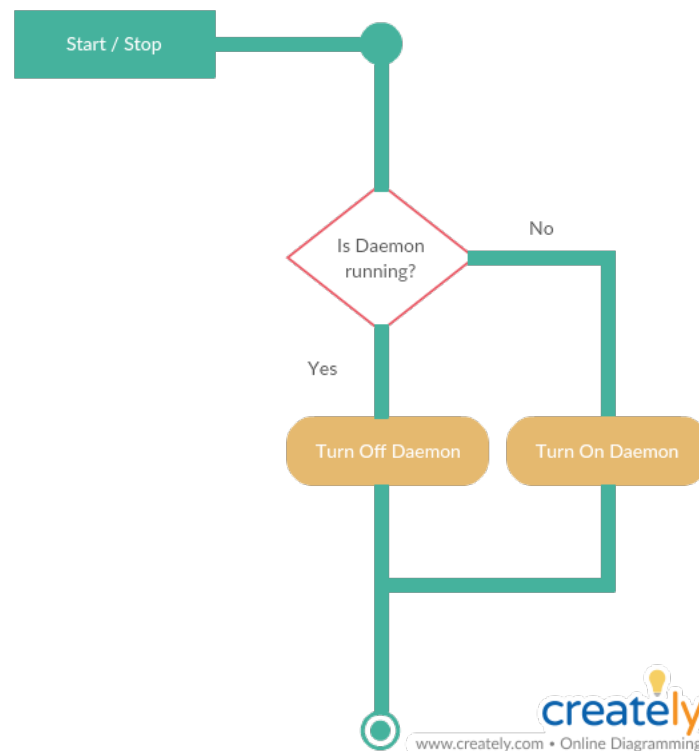 Start / Stop
No
Is Daemon
running?
Yes
Turn Off Daemon
Turn On Daemon
creately
www.creately.com • Online Diagramming